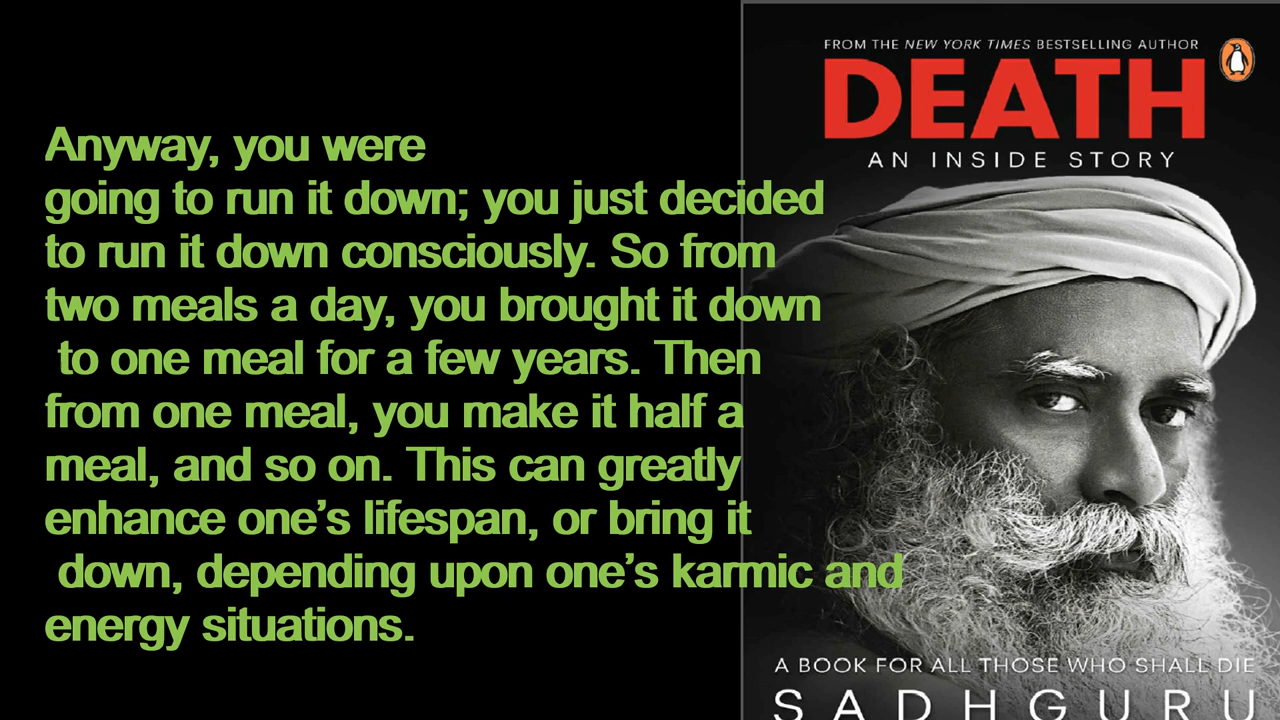 Anyway, you were
going to run it down; you just decided
to run it down consciously. So from
two meals a day, you brought it down
to one meal for a few years. Then
from one meal, you make it half a
meal, and so on. This can greatly
enhance one’s lifespan, or bring it
down, depending upon one’s karmic and
energy situations.
FROM THE NEW YORK TIMES BESTSELLING AUTHOR
DEATH
AN INSIDE STORY
A BOOK FOR ALL THOSE WHO SHALL DIE
SADHGURU